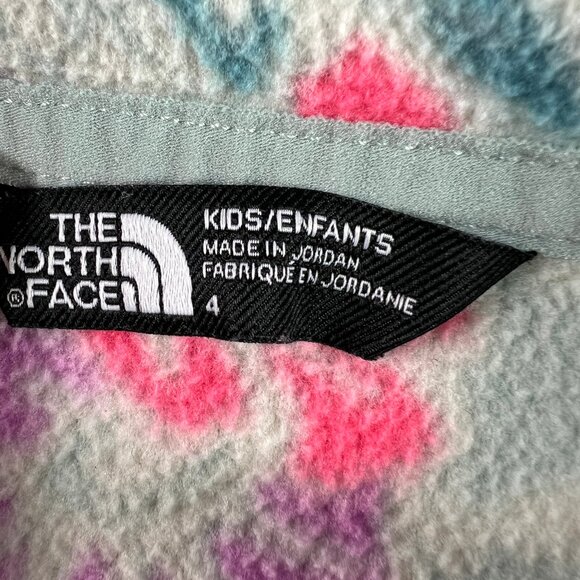 THE
NORTH
® FACE
KIDS/ENFANTS
MADE IN JORDAN
FABRIQUÉ EN JORDANIE
4